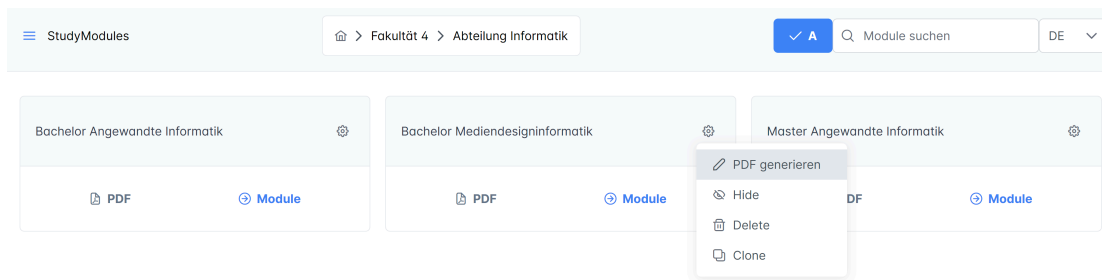 StudyModules
Fakultät 4
Abteilung Informatik
A
Module suchen
DE
Bachelor Angewandte Informatik
PDF
Module
Bachelor Mediendesigninformatik
PDF
Module
Master Angewandte Informatik
DF
Module
PDF generieren
Hide
Delete
Clone